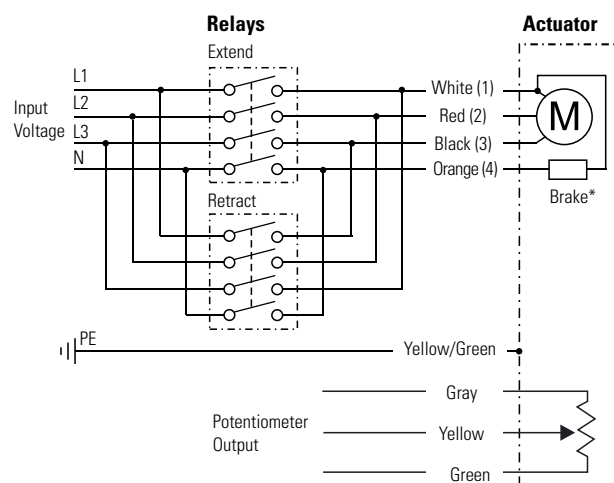 Relays
Actuator
Extend
L1
White (1)
Input
Voltage
L2
Red (2)
M
L3
Black (3)
N
Orange (4)
Brake*
Retract
PE
Yellow/Green
Gray
Potentiometer
Output
Yellow
Green